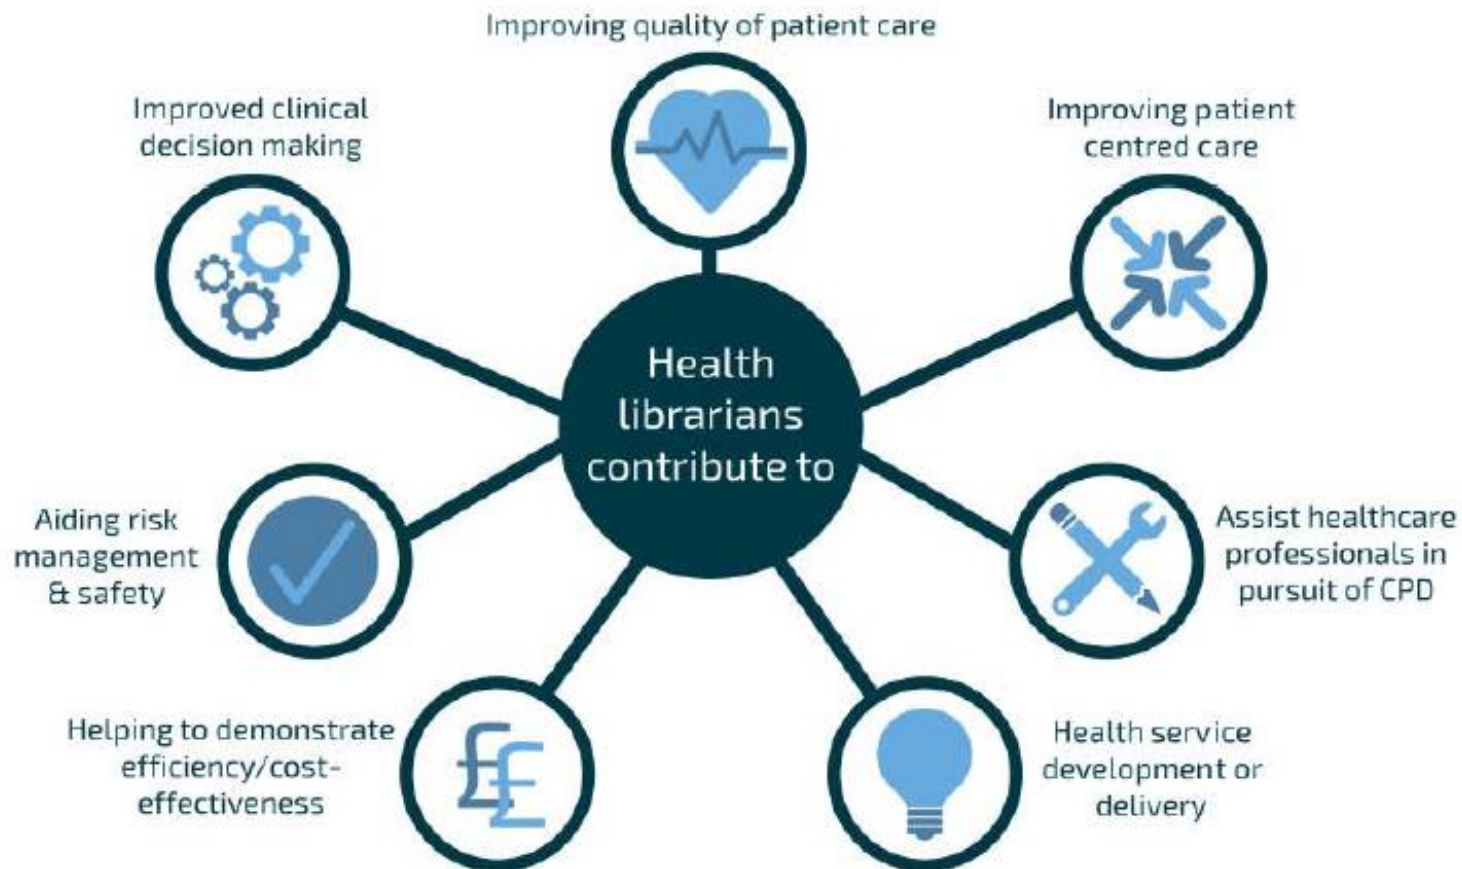 Improving quality of patient care
Improved clinical
decision making
Improving patient
centred care
Health
librarians
contribute to
Aiding risk
management
& safety
Assist healthcare
professionals in
pursuit of CPD
Helping to demonstrate
efficiency/cost-
effectiveness
££
Health service
development or
delivery